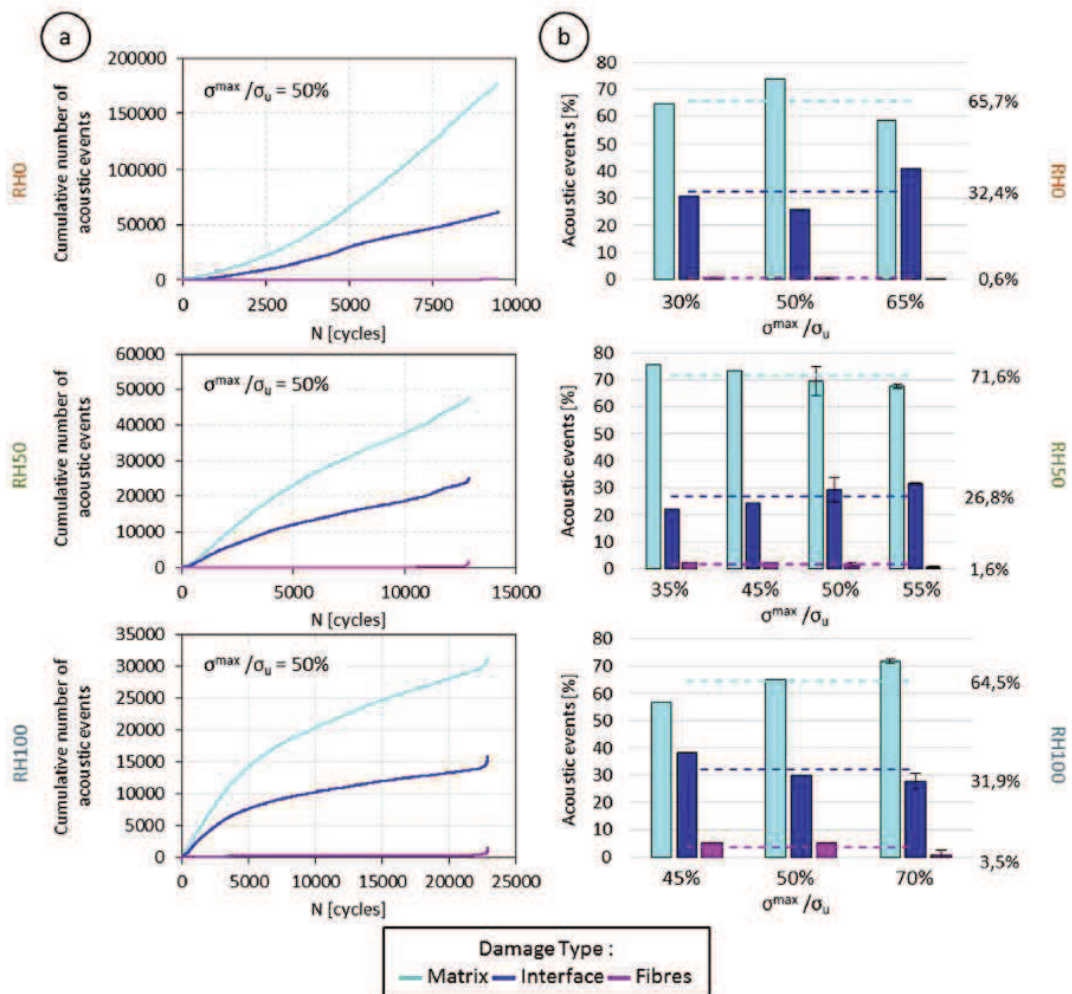 a
b
RH0
Cumulative number of
acoustic events
200000
150000
100000
50000
0
σmax /σu = 50%
0 2500 5000 7500 10000
N [cycles]
Acoustic events [%]
80
70
60
50
40
30
20
10
0
30% 50% 65%
σmax /σu
65,7%
32,4%
0,6%
RH0
RH50
Cumulative number of
acoustic events
60000
50000
40000
30000
20000
10000
0
σmax /σu = 50%
0 5000 10000 15000
N [cycles]
Acoustic events [%]
80
70
60
50
40
30
20
10
0
35% 45% 50% 55%
σmax /σu
71,6%
26,8%
1,6%
RH50
RH100
Cumulative number of
acoustic events
35000
30000
25000
20000
15000
10000
5000
0
σmax /σu = 50%
0 5000 10000 15000 20000 25000
N [cycles]
Acoustic events [%]
80
70
60
50
40
30
20
10
0
45% 50% 70%
σmax /σu
64,5%
31,9%
3,5%
RH100
Damage Type :
Matrix Interface Fibres